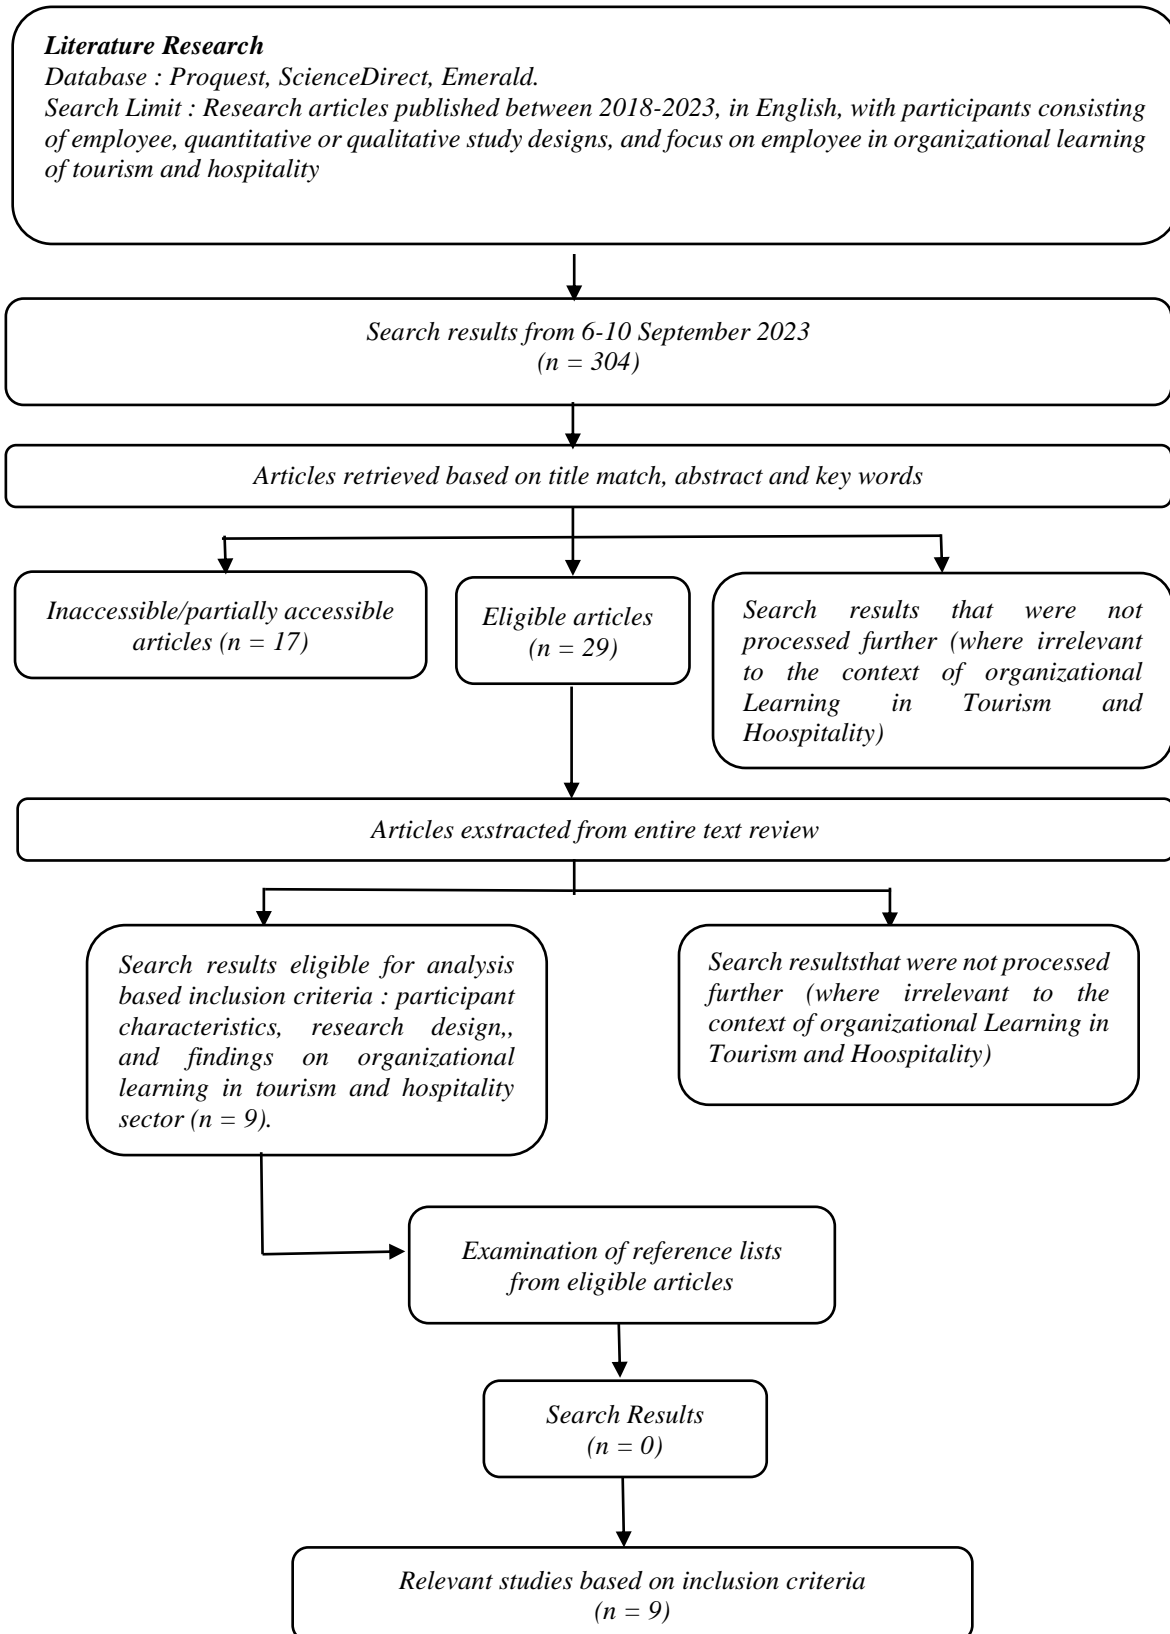 Literature Research
Database : Proquest, ScienceDirect, Emerald.
Search Limit : Research articles published between 2018-2023, in English, with participants consisting
of employee, quantitative or qualitative study designs, and focus on employee in organizational learning
of tourism and hospitality
Search results from 6-10 September 2023
(n = 304)
Articles retrieved based on title match, abstract and key words
Inaccessible/partially accessible
articles (n = 17)
Eligible articles
(n = 29)
Search results that were not
processed further (where irrelevant
to the context of organizational
Learning in Tourism and
Hoospitality)
Articles exstracted from entire text review
Search results eligible for analysis
based inclusion criteria : participant
characteristics, research design,,
and findings on organizational
learning in tourism and hospitality
sector (n = 9).
Search resultsthat were not processed
further (where irrelevant to the
context of organizational Learning in
Tourism and Hoospitality)
Examination of reference lists
from eligible articles
Search Results
(n = 0)
Relevant studies based on inclusion criteria
(n = 9)